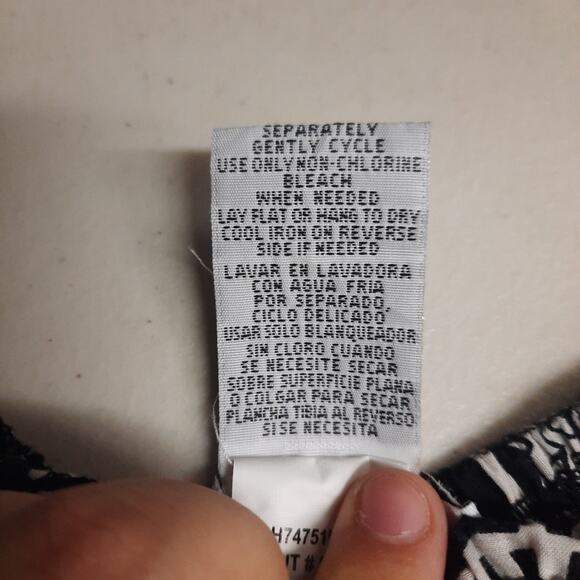 SEPARATELY
GENTLY CYCLE
USE ONLY NON-CHLORINE
BLEACH
WHEN NEEDED
LAY FLAT OR HANG TO DRY
COOL IRON ON REVERSE
SIDE IF NEEDED
LAVAR EN LAVADORA
CON AGUA FRIA
POR SEPARADO,
CICLO DELICADO
USAR SOLO BLANQUEADOR
SIN CLORO CUANDO
SE NECESITE SECAR
SOBRE SUPERFICIE PLANA
O COLGAR PARA SECAR
PLANCHA TIBIA AL REVERSO
SI SE NECESITA